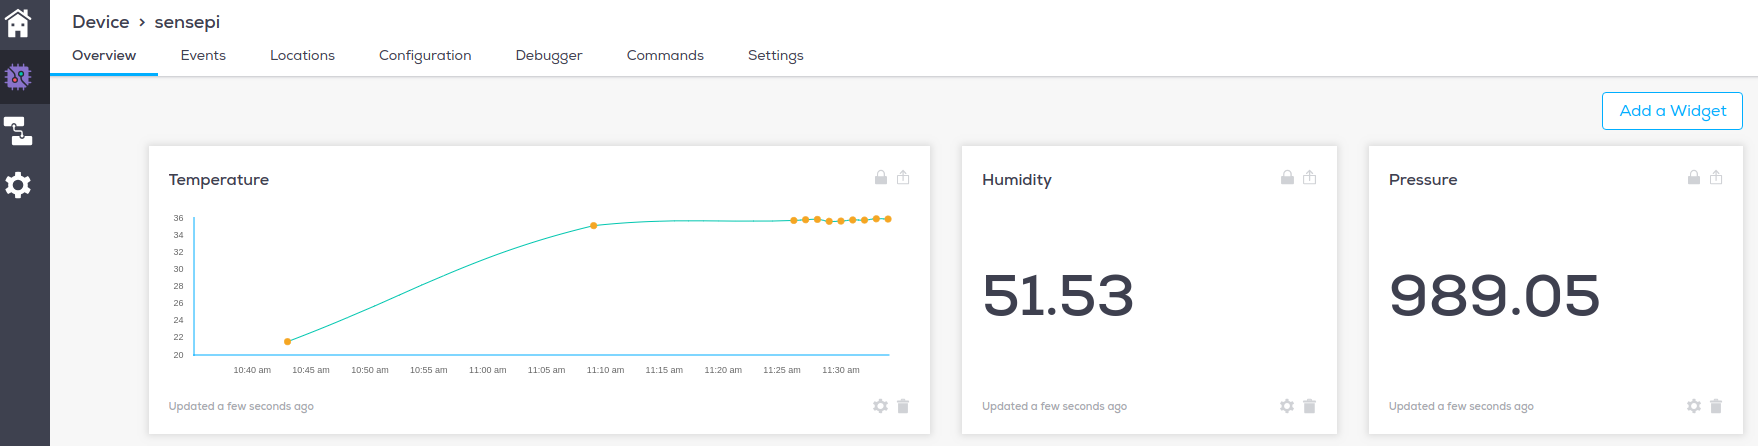 Device › sensepi
Overview Events Locations Configuration Debugger Commands Settings
Add a Widget
Temperature
36
34
32
30
28
26
24
22
20
10:40 am 10:45 am 10:50 am 10:55 am 11:00 am 11:05 am 11:10 am 11:15 am 11:20 am 11:25 am 11:30 am
Updated a few seconds ago
Humidity
51.53
Updated a few seconds ago
Pressure
989.05
Updated a few seconds ago